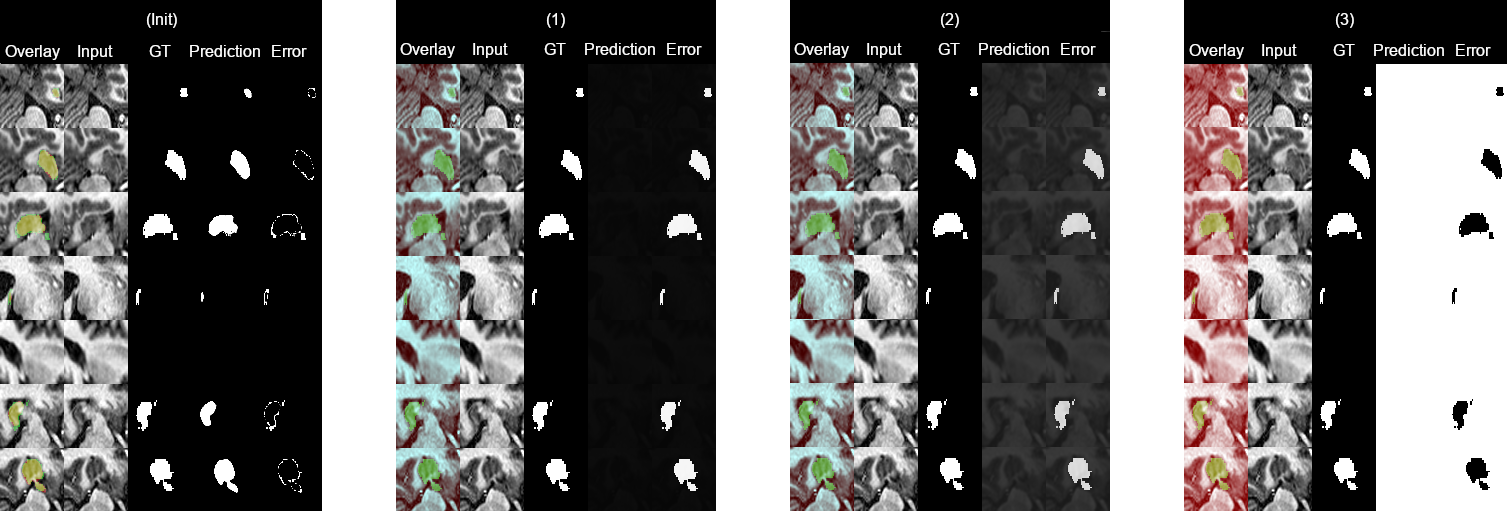 (Init) (1) (2) (3)
Overlay Input GT Prediction Error Overlay Input GT Prediction Error Overlay Input GT Prediction Error Overlay Input GT Prediction Error